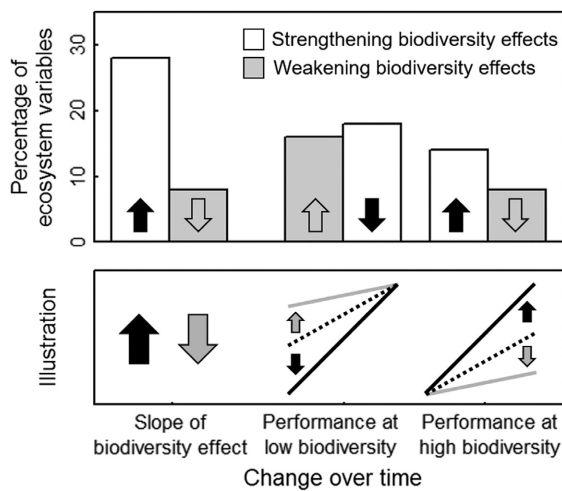 Percentage of
ecosystem variables
30
20
10
0
Strengthening biodiversity effects
Weakening biodiversity effects
Illustration
Slope of
biodiversity effect
Performance at
low biodiversity
Performance at
high biodiversity
Change over time